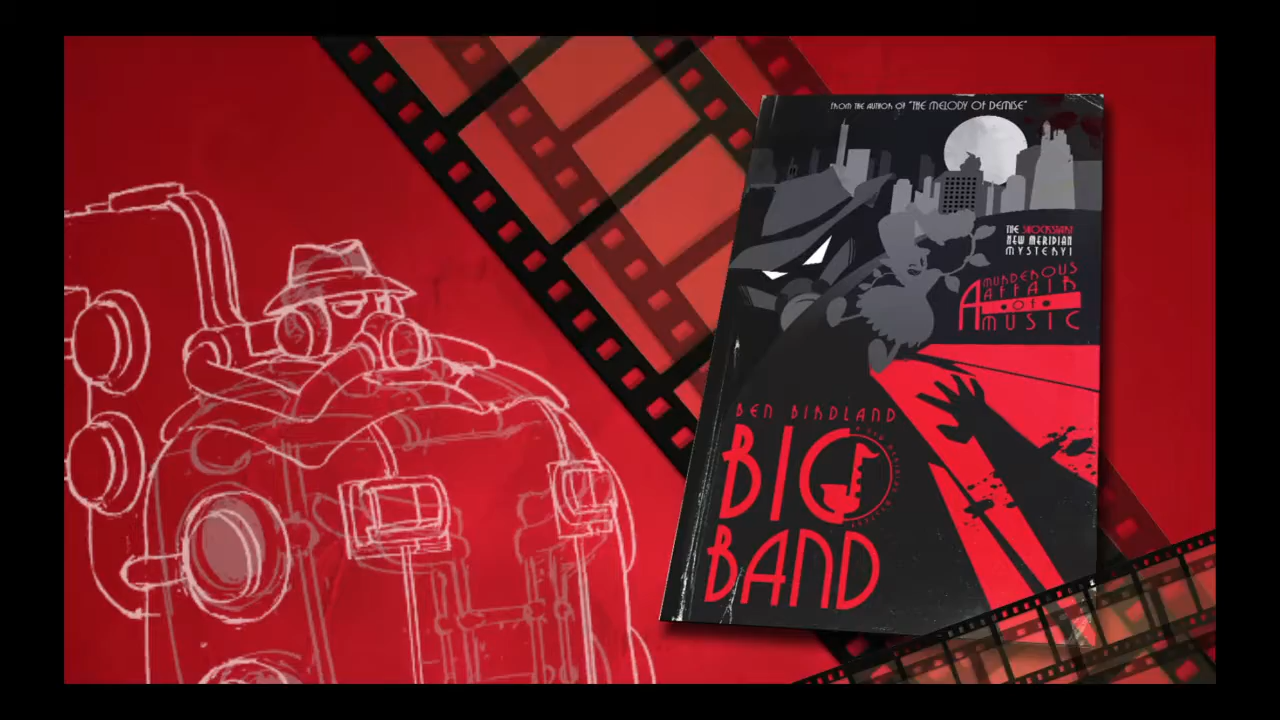 FROM THE AUTHOR OF "THE MELODY OF DEMISE"
THE SHOCKING
NEW MERIDIAN
MYSTERY!
A MURDEROUS
AFFAIR
OF
MUSIC
BEN BIRDLAND
BIG
BAND